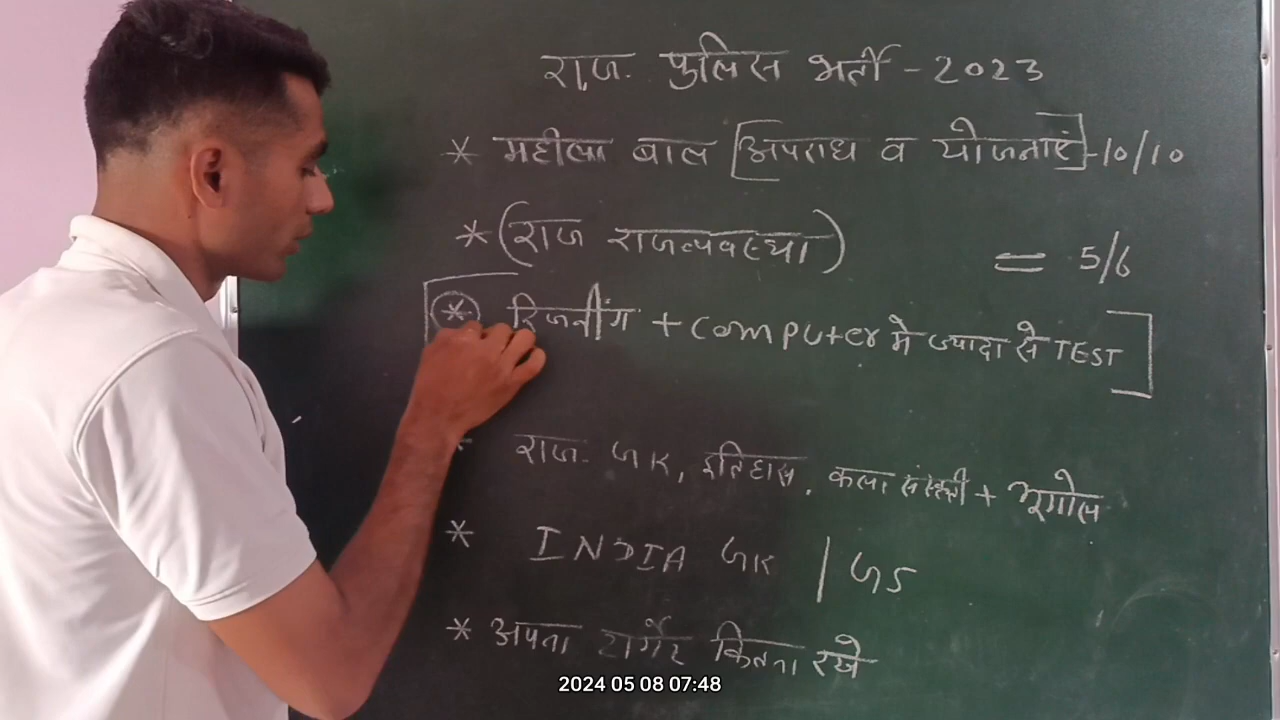 राज. पुलिस भर्ती - 2023
* महीला बाल [अपराध व योजनाएं] - 10/10
* (राज राजव्यवस्था) = 5/6
[* रिजनींग + computer मे ज्यादा से TEST]
* राज. GK, इतिहास, कला संस्कृती + भूगोल
* INDIA GK | GS
* अपना टार्गेट कितना रखे
2024 05 08 07:48